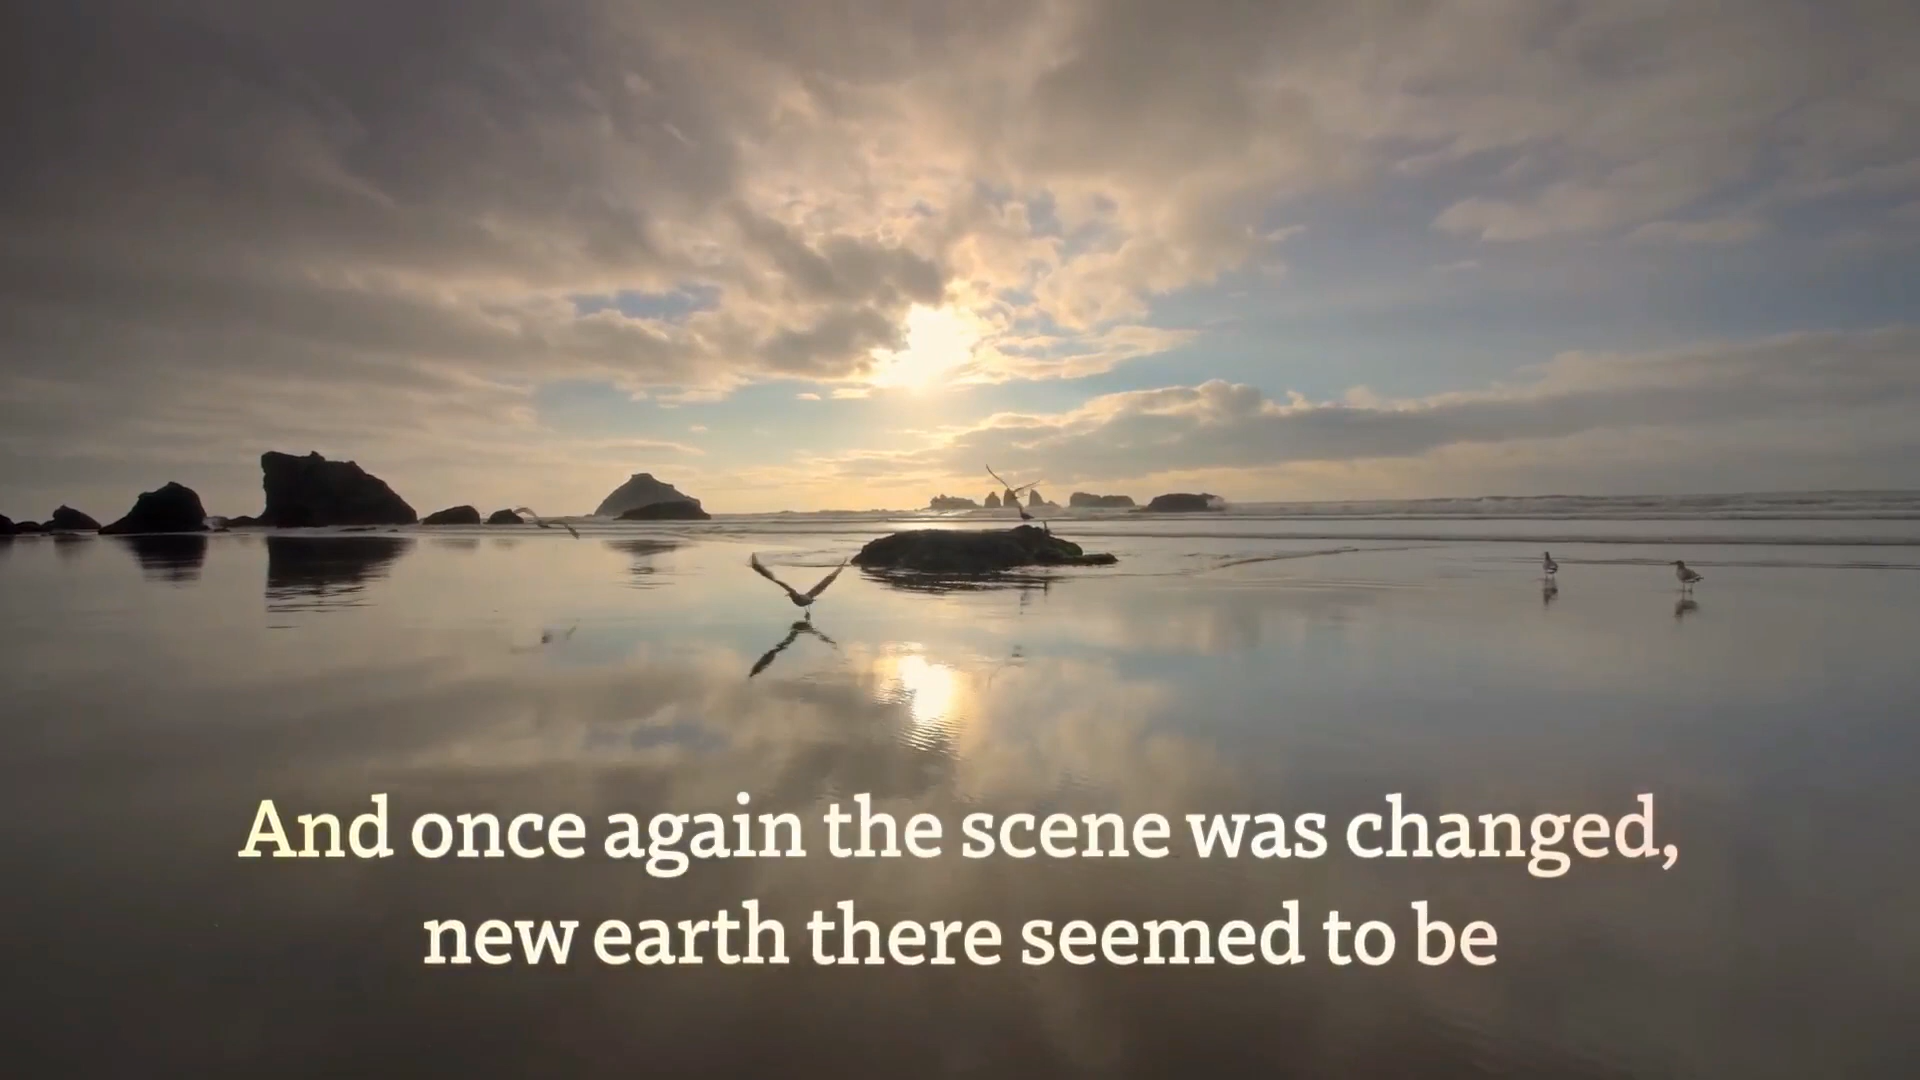 And once again the scene was changed,
new earth there seemed to be